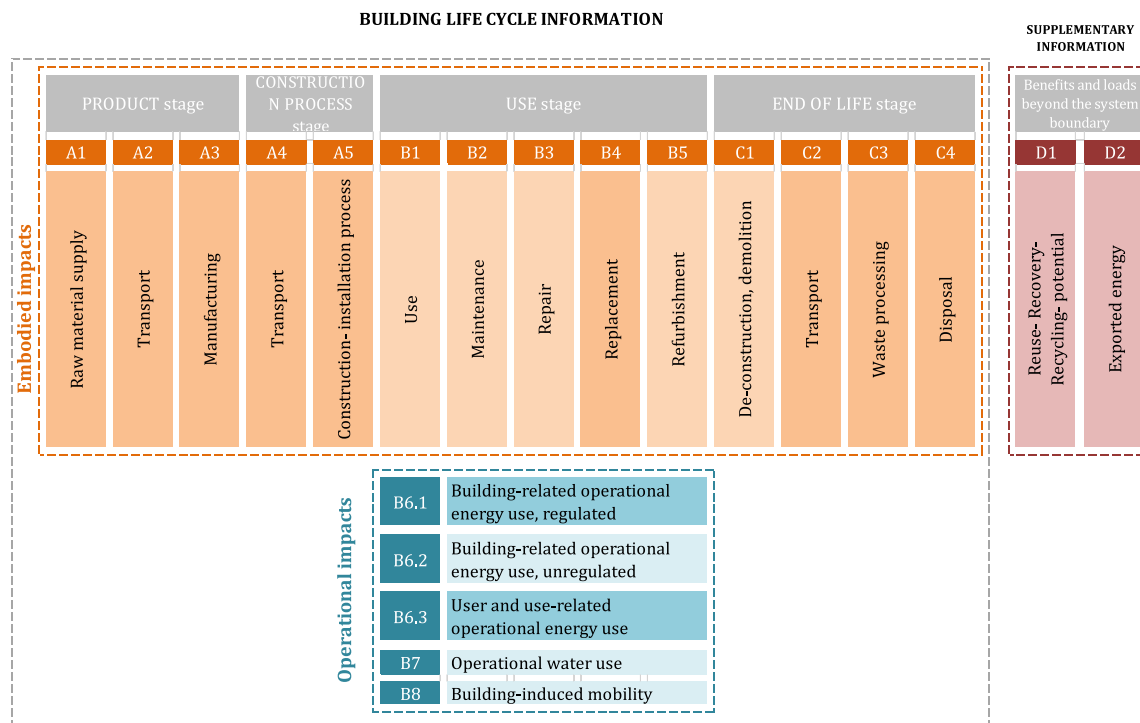 BUILDING LIFE CYCLE INFORMATION
SUPPLEMENTARY
INFORMATION
PRODUCT stage
CONSTRUCTIO
N PROCESS
stage
USE stage
END OF LIFE stage
Benefits and loads
beyond the system
boundary
A1
A2
A3
A4
A5
B1
B2
B3
B4
B5
C1
C2
C3
C4
D1
D2
Embodied impacts
Raw material supply
Transport
Manufacturing
Transport
Construction- installation process
Use
Maintenance
Repair
Replacement
Refurbishment
De-construction, demolition
Transport
Waste processing
Disposal
Reuse- Recovery-
Recycling- potential
Exported energy
Operational impacts
B6.1
Building-related operational
energy use, regulated
B6.2
Building-related operational
energy use, unregulated
B6.3
User and use-related
operational energy use
B7
Operational water use
B8
Building-induced mobility